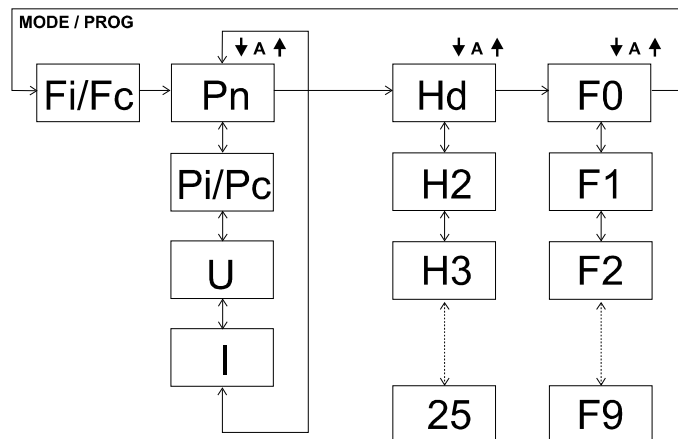 MODE / PROG
A A A
Fi/Fc Pn Hd F0
Pi/Pc H2 F1
U H3 F2
I 25 F9